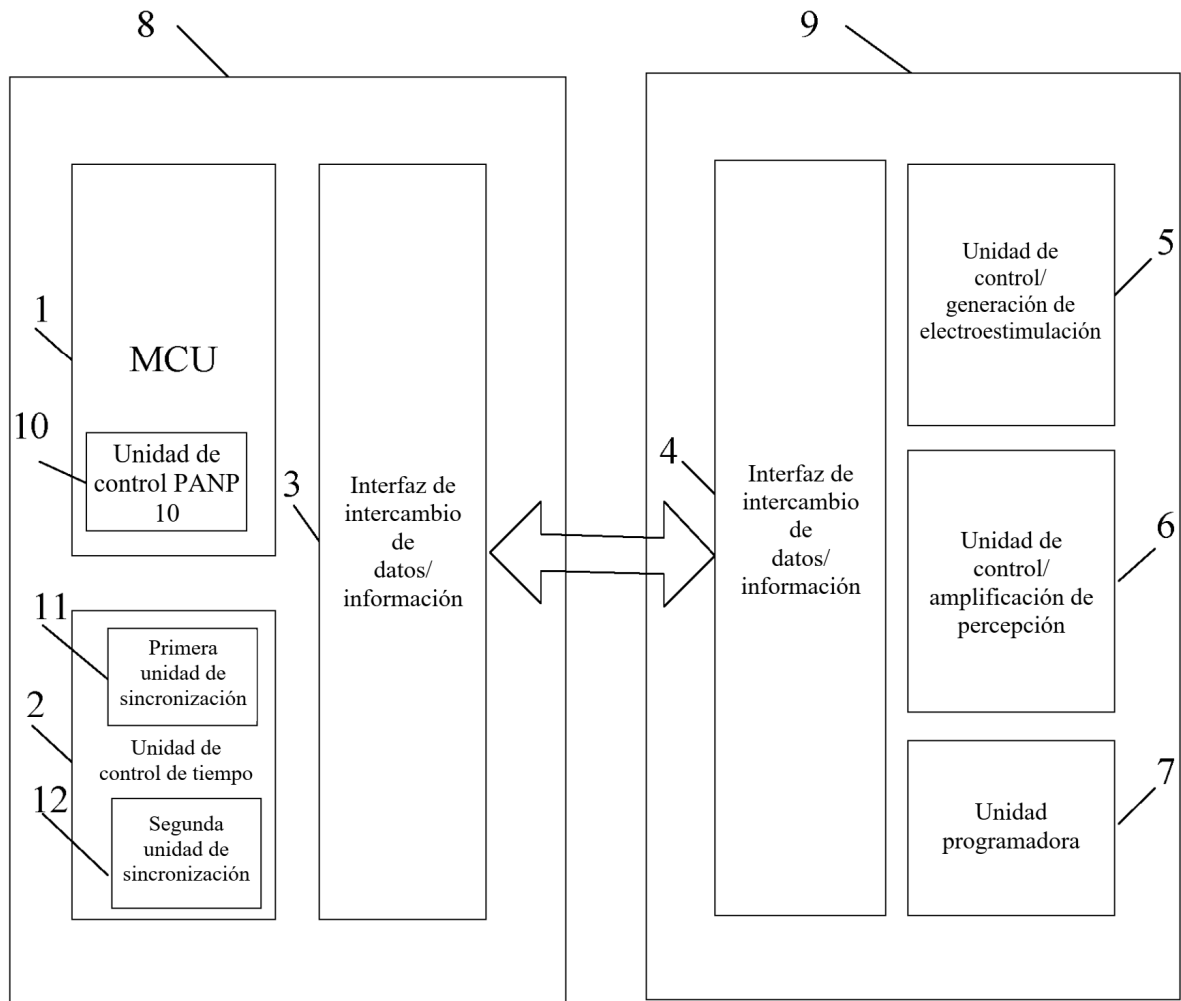 8
9
1
MCU
10
Unidad de
control PANP
10
11
Primera
unidad de
sincronización
2
Unidad de
control de tiempo
12
Segunda
unidad de
sincronización
3
Interfaz de
intercambio
de
datos/
información
4
Interfaz de
intercambio
de
datos/
información
5
Unidad de
control/
generación de
electroestimulación
6
Unidad de
control/
amplificación de
percepción
7
Unidad
programadora